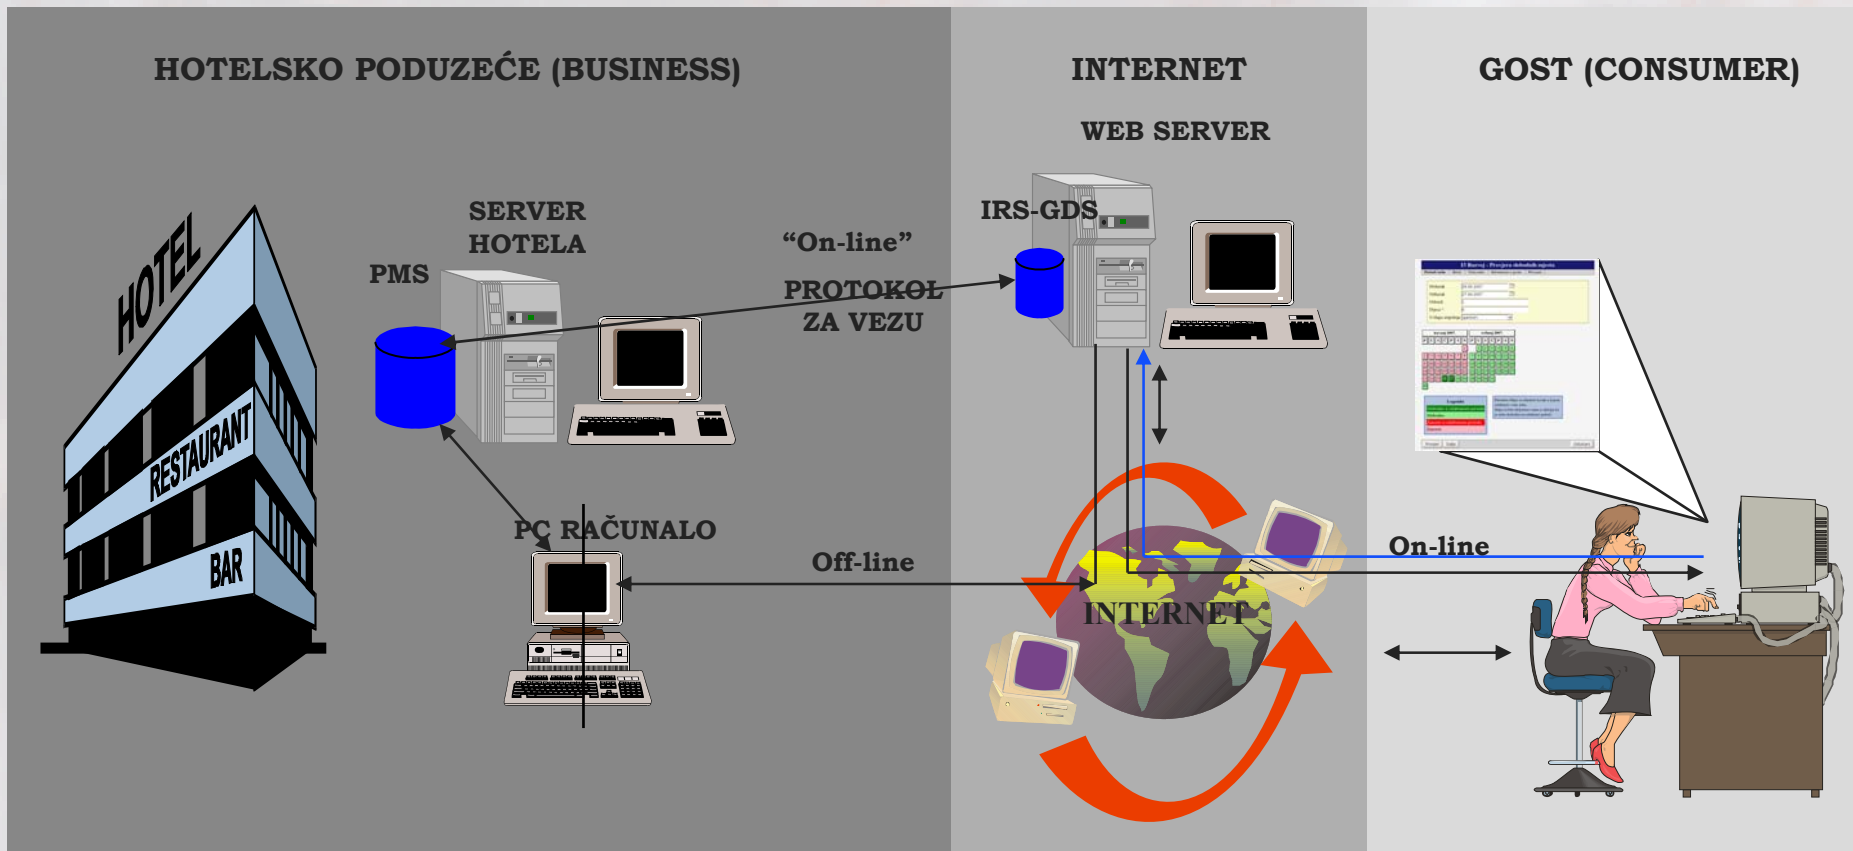 HOTELSKO PODUZEĆE (BUSINESS)
INTERNET
GOST (CONSUMER)
WEB SERVER
SERVER
HOTELA
PMS
“On-line”
PROTOKOL
ZA VEZU
IRS-GDS
HOTEL
RESTAURANT
BAR
PC RAČUNALO
Off-line
INTERNET
On-line